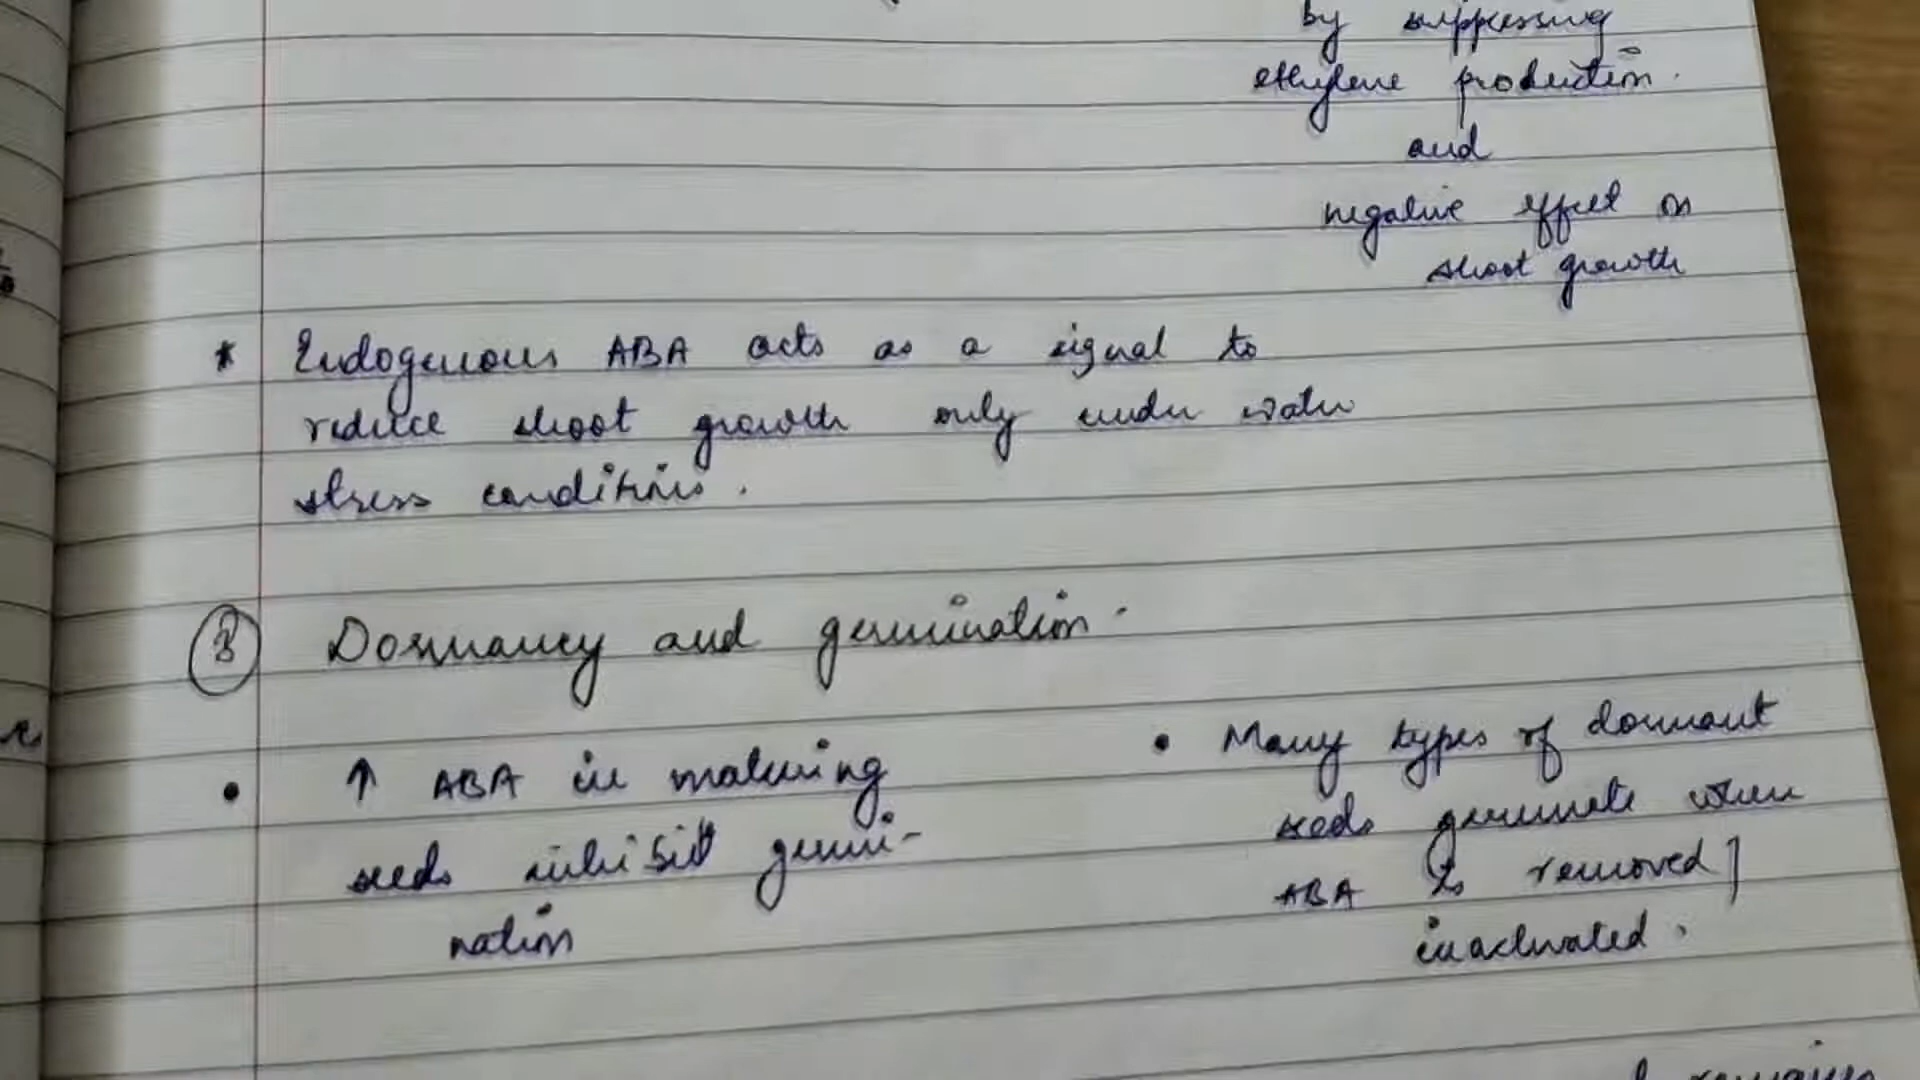 by suppressing
ethylene production.
and
negative effect on
shoot growth
* Endogenous ABA acts as a signal to
reduce shoot growth only under water
stress conditions.
③ Dormancy and germination.
• ↑ ABA in maturing
seeds inhibit germi-
nation
• Many types of dormant
seeds germinate when
ABA is removed /
inactivated.
remains